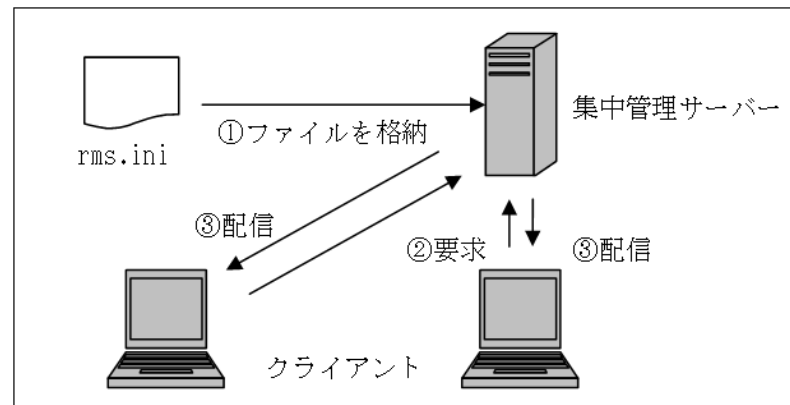 集中管理サーバー
①ファイルを格納
rms.ini
③配信
②要求
③配信
クライアント